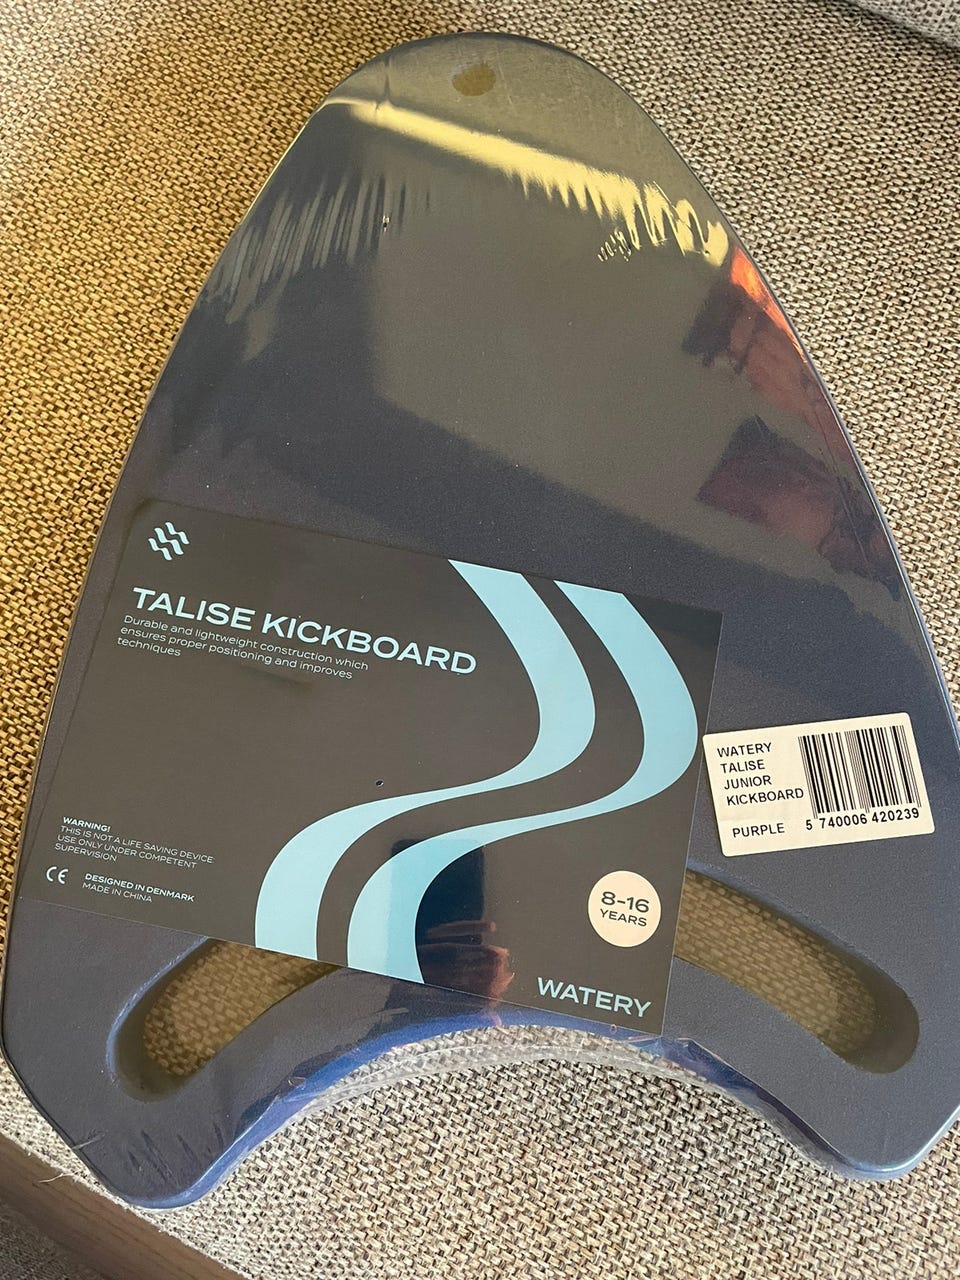 TALISE KICKBOARD
Durable and lightweight construction which
ensures proper positioning and improves
techniques
WARNING!
THIS IS NOT A LIFE SAVING DEVICE
USE ONLY UNDER COMPETENT
SUPERVISION
CE
DESIGNED IN DENMARK
MADE IN CHINA
8-16
YEARS
WATERY
WATERY
TALISE
JUNIOR
KICKBOARD
PURPLE
5 740006 420239